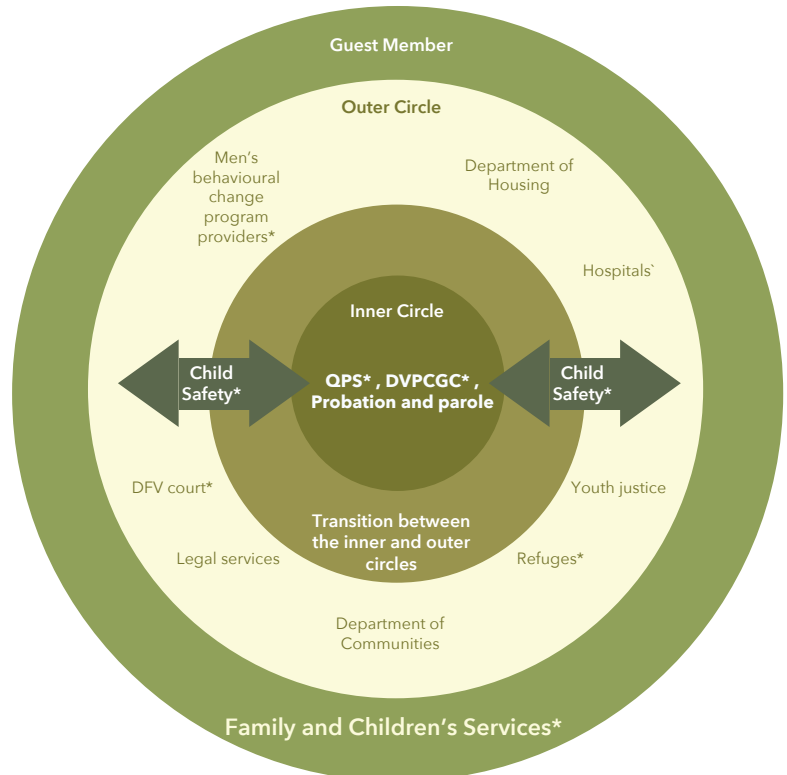 Guest Member
Outer Circle
Men’s
behavioural
change
program
providers*
Department of
Housing
Hospitals`
Inner Circle
Child
Safety*
QPS* , DVPCGC* ,
Probation and parole
Child
Safety*
DFV court*
Youth justice
Transition between
the inner and outer
circles
Legal services
Refuges*
Department of
Communities
Family and Children’s Services*